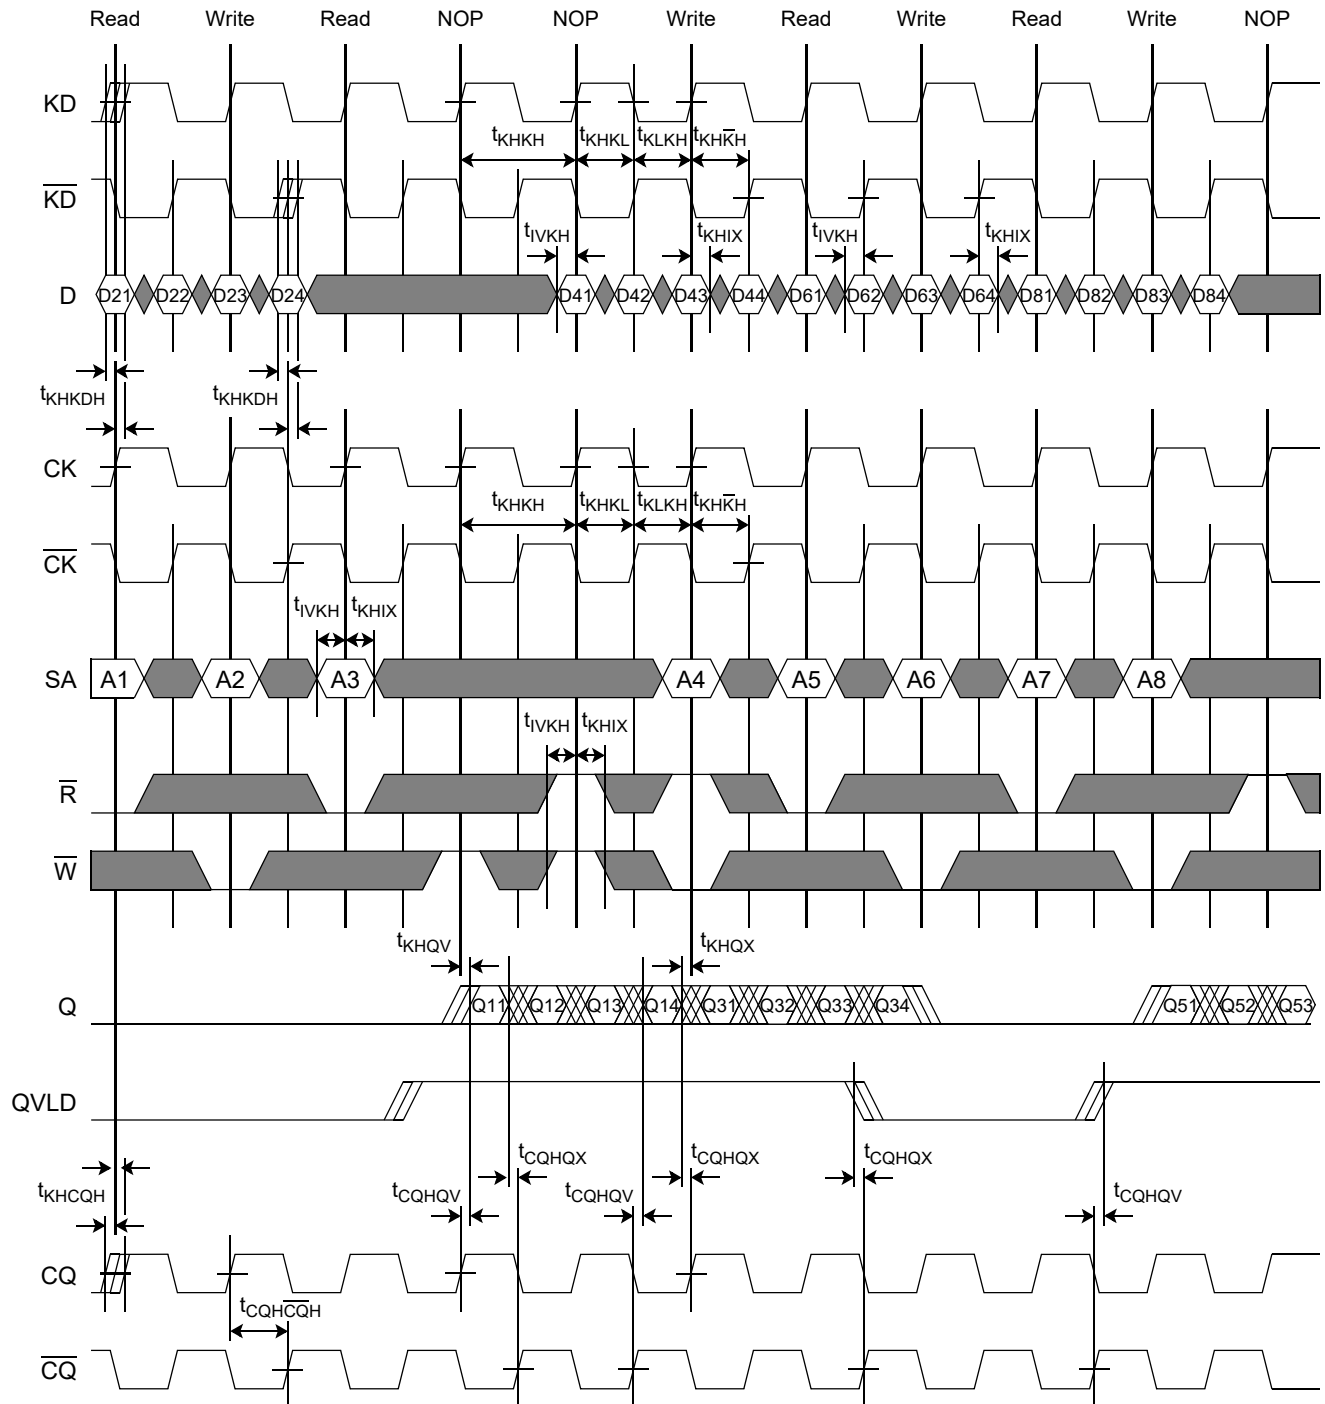 Read Write Read NOP NOP Write Read Write Read Write NOP
KD
tKHKH tKHKL tKLKH tKHK̅H
K̅D̅
tIVKH tKHIX tIVKH tKHIX
D D21 D22 D23 D24 D41 D42 D43 D44 D61 D62 D63 D64 D81 D82 D83 D84
tKHKDH tKHKDH
CK
tKHKH tKHKL tKLKH tKHK̅H
C̅K̅
tIVKH tKHIX
SA A1 A2 A3 A4 A5 A6 A7 A8
tIVKH tKHIX
R̅
W̅
tKHQV tKHQX
Q Q11 Q12 Q13 Q14 Q31 Q32 Q33 Q34 Q51 Q52 Q53
QVLD
tCQHQX tCQHQX tCQHQX
tKHCQH tCQHQV tCQHQV tCQHQV
CQ
tCQHC̅Q̅H
C̅Q̅